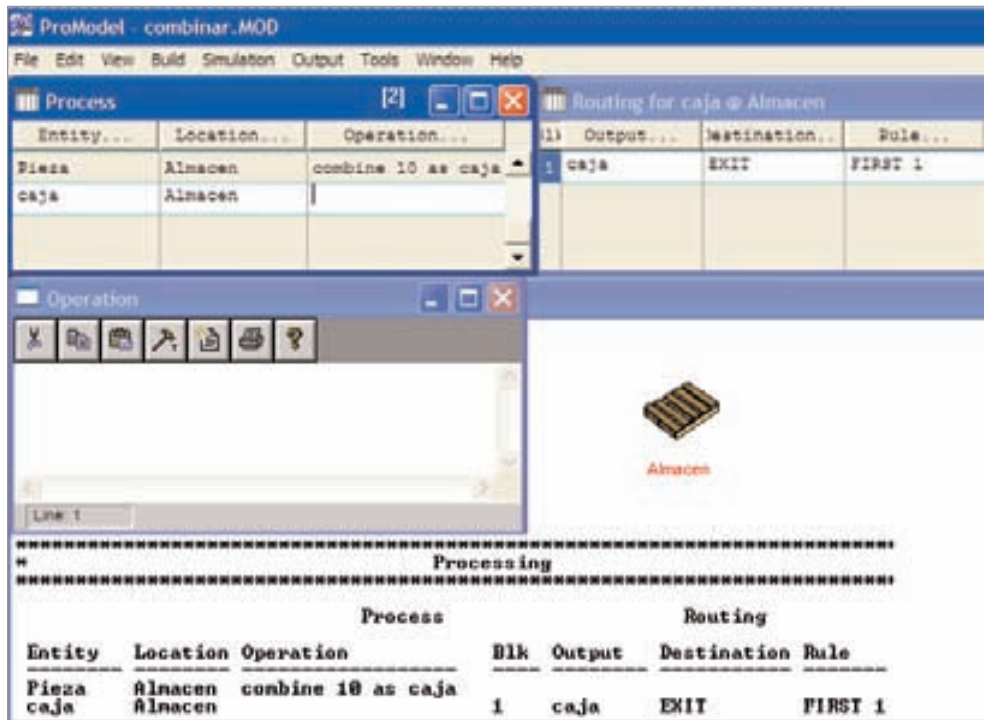 ProModel - combinar.MOD
File Edit View Build Simulation Output Tools Window Help
Process [2]
Routing for caja @ Almacen
Entity... Location... Operation...
Output... Destination.. Rule...
Pieza Almacen combine 10 as caja
1 caja EXIT FIRST 1
caja Almacen
Operation
Almacen
Line: 1
Processing
Process Routing
Entity Location Operation Blk Output Destination Rule
Pieza Almacen combine 10 as caja
caja Almacen 1 caja EXIT FIRST 1